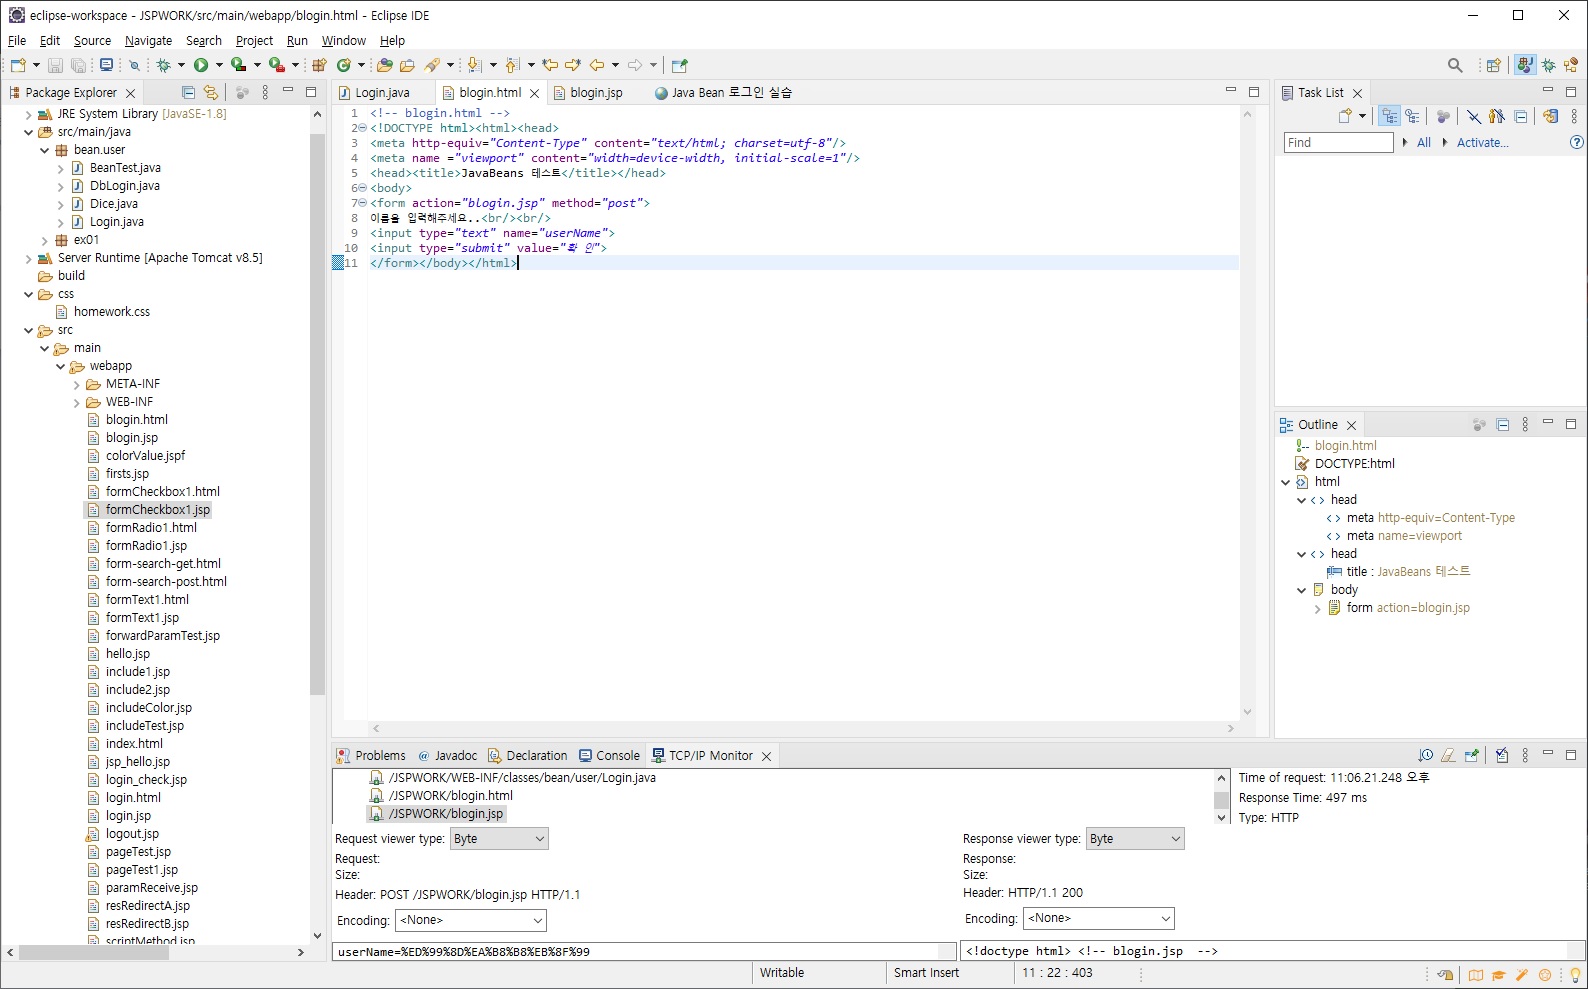 eclipse-workspace - JSPWORK/src/main/webapp/blogin.html - Eclipse IDE
File Edit Source Navigate Search Project Run Window Help
Package Explorer
JRE System Library [JavaSE-1.8]
src/main/java
bean.user
BeanTest.java
DbLogin.java
Dice.java
Login.java
ex01
Server Runtime [Apache Tomcat v8.5]
build
css
homework.css
src
main
webapp
META-INF
WEB-INF
blogin.html
blogin.jsp
colorValue.jspf
firsts.jsp
formCheckbox1.html
formCheckbox1.jsp
formRadio1.html
formRadio1.jsp
form-search-get.html
form-search-post.html
formText1.html
formText1.jsp
forwardParamTest.jsp
hello.jsp
include1.jsp
include2.jsp
includeColor.jsp
includeTest.jsp
index.html
jsp_hello.jsp
login_check.jsp
login.html
login.jsp
logout.jsp
pageTest.jsp
pageTest1.jsp
paramReceive.jsp
resRedirectA.jsp
resRedirectB.jsp
scriptMethod.jsp
Login.java blogin.html blogin.jsp Java Bean 로그인 실습
1 <!-- blogin.html -->
2 <!DOCTYPE html><html><head>
3 <meta http-equiv="Content-Type" content="text/html; charset=utf-8"/>
4 <meta name ="viewport" content="width=device-width, initial-scale=1"/>
5 <head><title>JavaBeans 테스트</title></head>
6 <body>
7 <form action="blogin.jsp" method="post">
8 이름을 입력해주세요..<br/><br/>
9 <input type="text" name="userName">
10 <input type="submit" value="확 인">
11 </form></body></html>
Task List
Find All Activate...
Outline
blogin.html
DOCTYPE:html
html
head
meta http-equiv=Content-Type
meta name=viewport
head
title : JavaBeans 테스트
body
form action=blogin.jsp
Problems @ Javadoc Declaration Console TCP/IP Monitor
/JSPWORK/WEB-INF/classes/bean/user/Login.java
/JSPWORK/blogin.html
/JSPWORK/blogin.jsp
Time of request: 11:06.21.248 오후
Response Time: 497 ms
Type: HTTP
Request viewer type: Byte
Request:
Size:
Header: POST /JSPWORK/blogin.jsp HTTP/1.1
Encoding: <None>
userName=%ED%99%8D%EA%B8%B8%EB%8F%99
Response viewer type: Byte
Response:
Size:
Header: HTTP/1.1 200
Encoding: <None>
<!doctype html> <!-- blogin.jsp -->
Writable Smart Insert 11 : 22 : 403